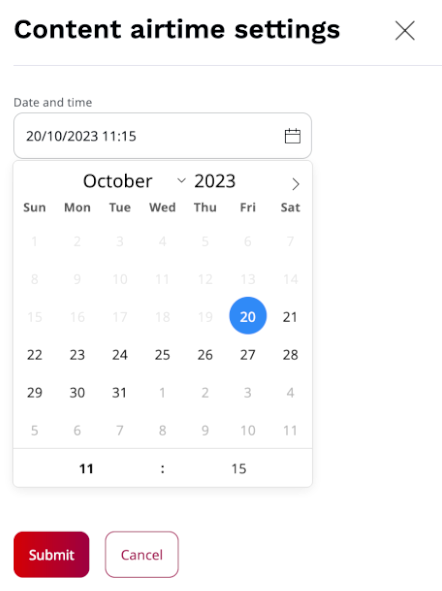 Content airtime settings
Date and time
20/10/2023 11:15
October 2023
Sun Mon Tue Wed Thu Fri Sat
1 2 3 4 5 6 7
8 9 10 11 12 13 14
15 16 17 18 19 20 21
22 23 24 25 26 27 28
29 30 31 1 2 3 4
5 6 7 8 9 10 11
11 : 15
Submit Cancel